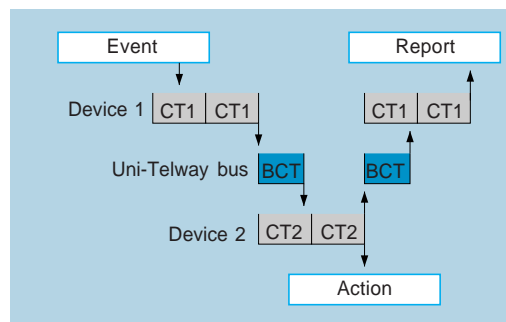 Event Report
Device 1 CT1 CT1 CT1 CT1
Uni-Telway bus BCT BCT
Device 2 CT2 CT2
Action